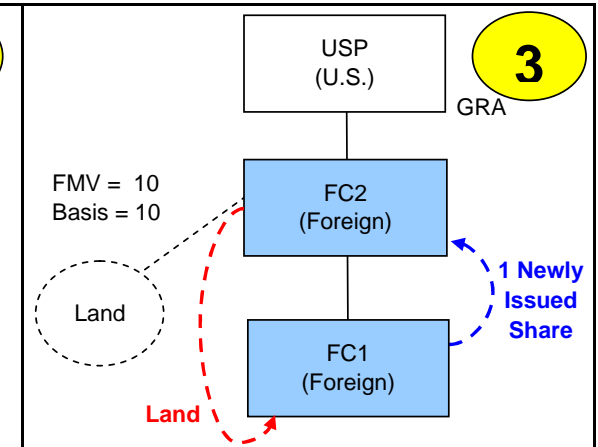 USP
(U.S.)
3
GRA
FMV = 10
Basis = 10
FC2
(Foreign)
Land
1 Newly
Issued
Share
FC1
(Foreign)
Land